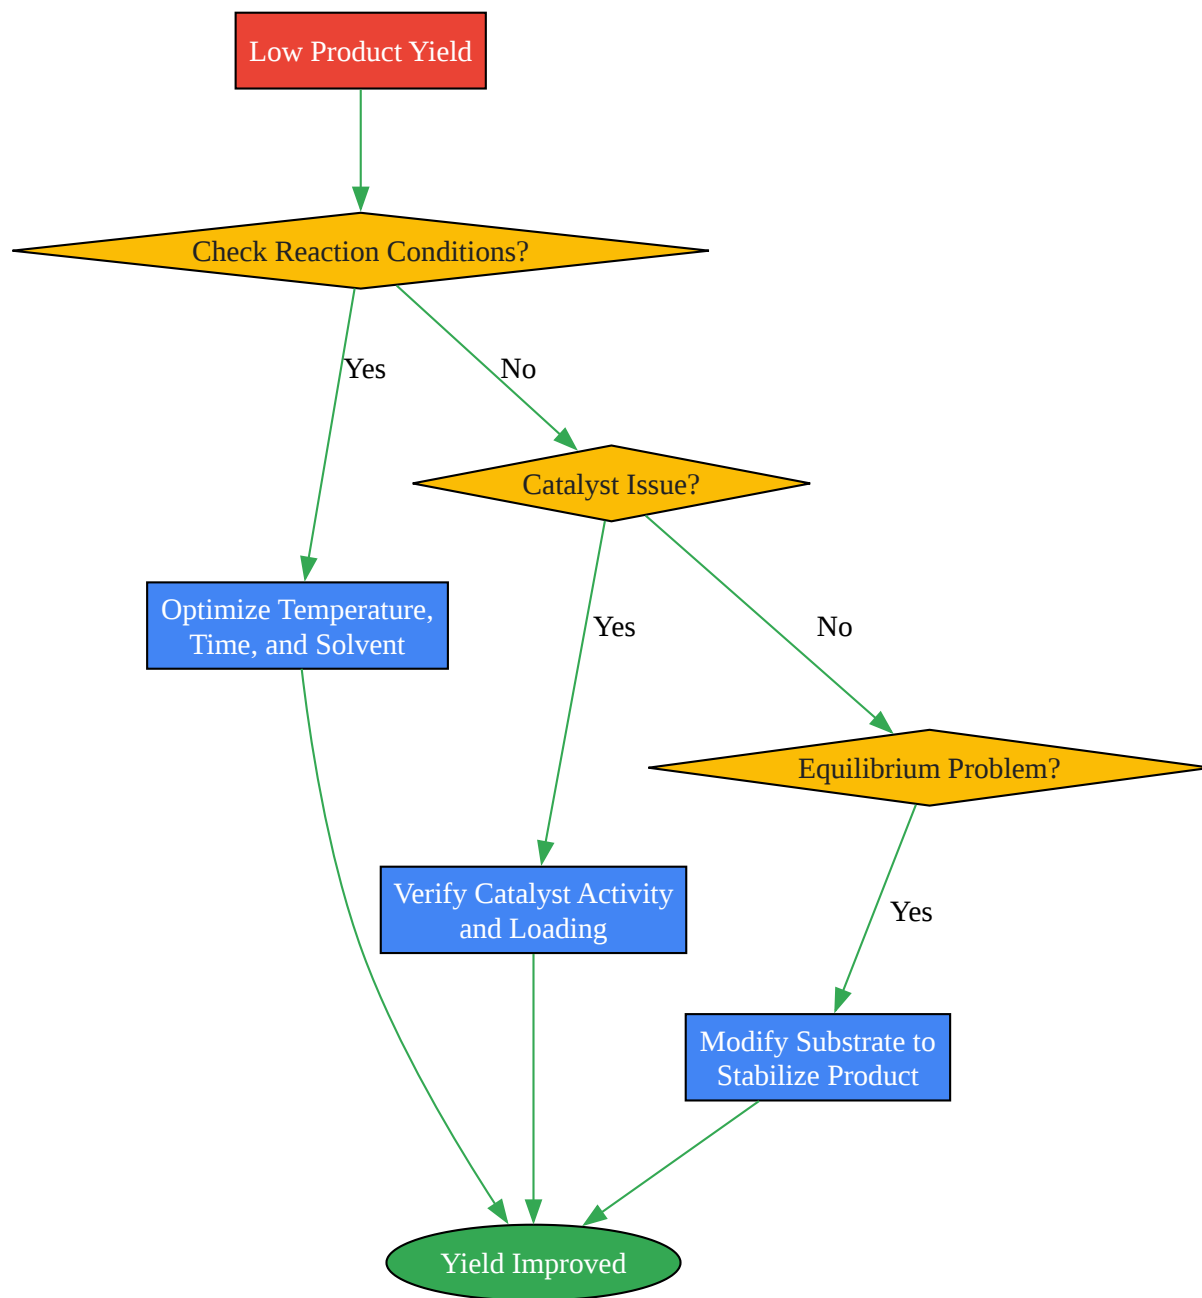 Low Product Yield
Check Reaction Conditions?
Yes
No
Catalyst Issue?
Optimize Temperature,
Time, and Solvent
Yes
No
Equilibrium Problem?
Verify Catalyst Activity
and Loading
Yes
Modify Substrate to
Stabilize Product
Yield Improved